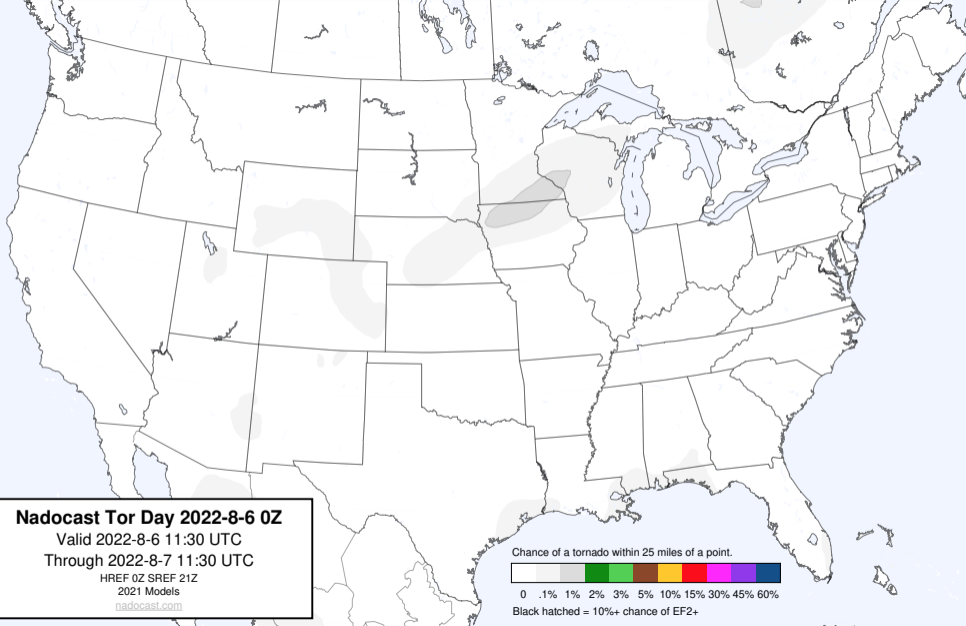 Nadocast Tor Day 2022-8-6 0Z
Valid 2022-8-6 11:30 UTC
Through 2022-8-7 11:30 UTC
HREF 0Z SREF 21Z
2021 Models
nadocast.com
Chance of a tornado within 25 miles of a point.
0 .1% 1% 2% 3% 5% 10% 15% 30% 45% 60%
Black hatched = 10%+ chance of EF2+